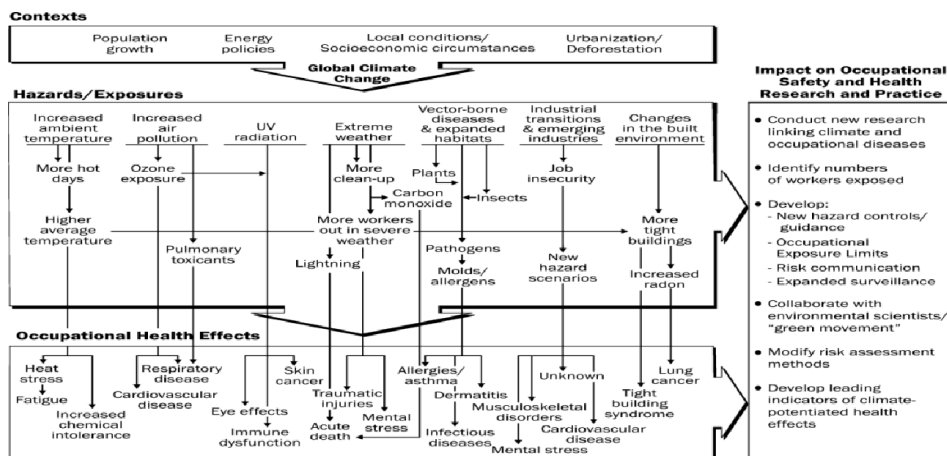 Contexts
Population
growth
Energy
policies
Local conditions/
Socioeconomic circumstances
Urbanization/
Deforestation
Global Climate
Change
Hazards/Exposures
Increased
ambient
temperature
Increased
air
pollution
UV
radiation
Extreme
weather
Vector-borne
diseases
& expanded
habitats
Industrial
transitions
& emerging
industries
Changes
in the built
environment
More hot
days
Ozone
exposure
More
clean-up
Plants
Carbon
monoxide
Insects
Job
insecurity
Higher
average
temperature
Pulmonary
toxicants
More workers
out in severe
weather
Lightning
Pathogens
Molds/
allergens
New
hazard
scenarios
More
tight
buildings
Increased
radon
Occupational Health Effects
Heat
stress
Fatigue
Increased
chemical
intolerance
Respiratory
disease
Cardiovascular
disease
Skin
cancer
Eye effects
Immune
dysfunction
Traumatic
injuries
Acute
death
Mental
stress
Allergies/
asthma
Dermatitis
Infectious
diseases
Unknown
Musculoskeletal
disorders
Cardiovascular
disease
Mental stress
Tight
building
syndrome
Lung
cancer
Impact on Occupational
Safety and Health
Research and Practice
• Conduct new research
linking climate and
occupational diseases
• Identify numbers
of workers exposed
• Develop:
- New hazard controls/
guidance
- Occupational
Exposure Limits
- Risk communication
- Expanded surveillance
• Collaborate with
environmental scientists/
“green movement”
• Modify risk assessment
methods
• Develop leading
indicators of climate-
potentiated health
effects